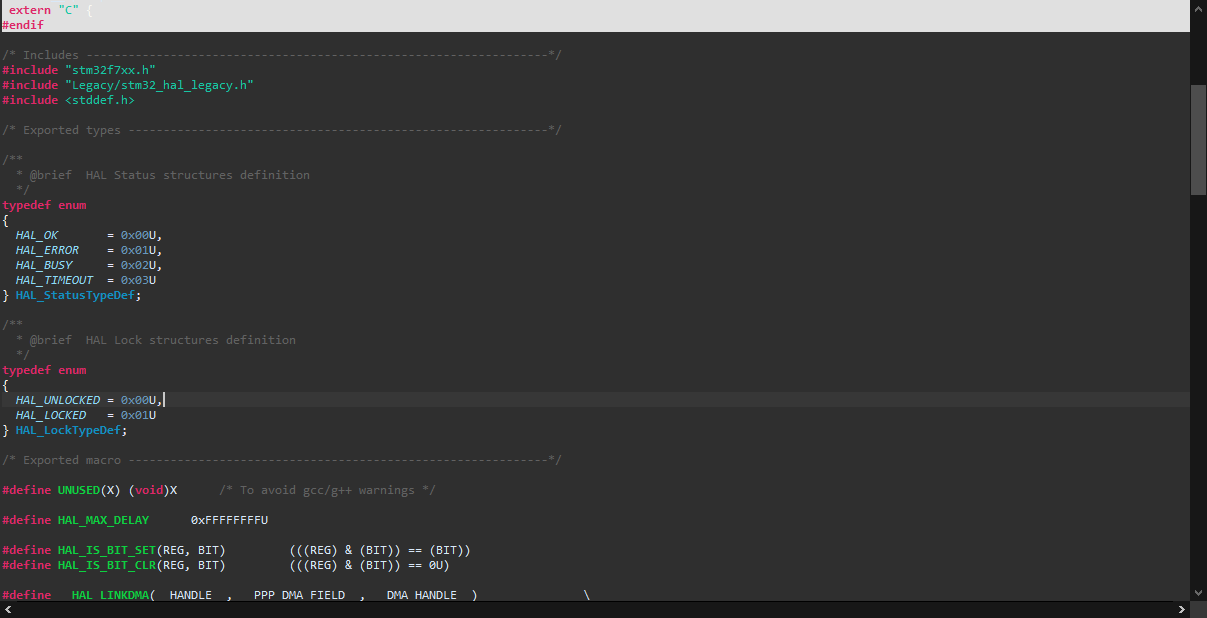 extern "C" {
#endif
/* Includes ------------------------------------------------------------------*/
#include "stm32f7xx.h"
#include "Legacy/stm32_hal_legacy.h"
#include <stddef.h>
/* Exported types ------------------------------------------------------------*/
/**
  * @brief  HAL Status structures definition
  */
typedef enum
{
  HAL_OK       = 0x00U,
  HAL_ERROR    = 0x01U,
  HAL_BUSY     = 0x02U,
  HAL_TIMEOUT  = 0x03U
} HAL_StatusTypeDef;
/**
  * @brief  HAL Lock structures definition
  */
typedef enum
{
  HAL_UNLOCKED = 0x00U,
  HAL_LOCKED   = 0x01U
} HAL_LockTypeDef;
/* Exported macro ------------------------------------------------------------*/
#define UNUSED(X) (void)X      /* To avoid gcc/g++ warnings */
#define HAL_MAX_DELAY      0xFFFFFFFFU
#define HAL_IS_BIT_SET(REG, BIT)         (((REG) & (BIT)) == (BIT))
#define HAL_IS_BIT_CLR(REG, BIT)         (((REG) & (BIT)) == 0U)
#define __HAL_LINKDMA(__HANDLE__, __PPP_DMA_FIELD__, __DMA_HANDLE__)               \